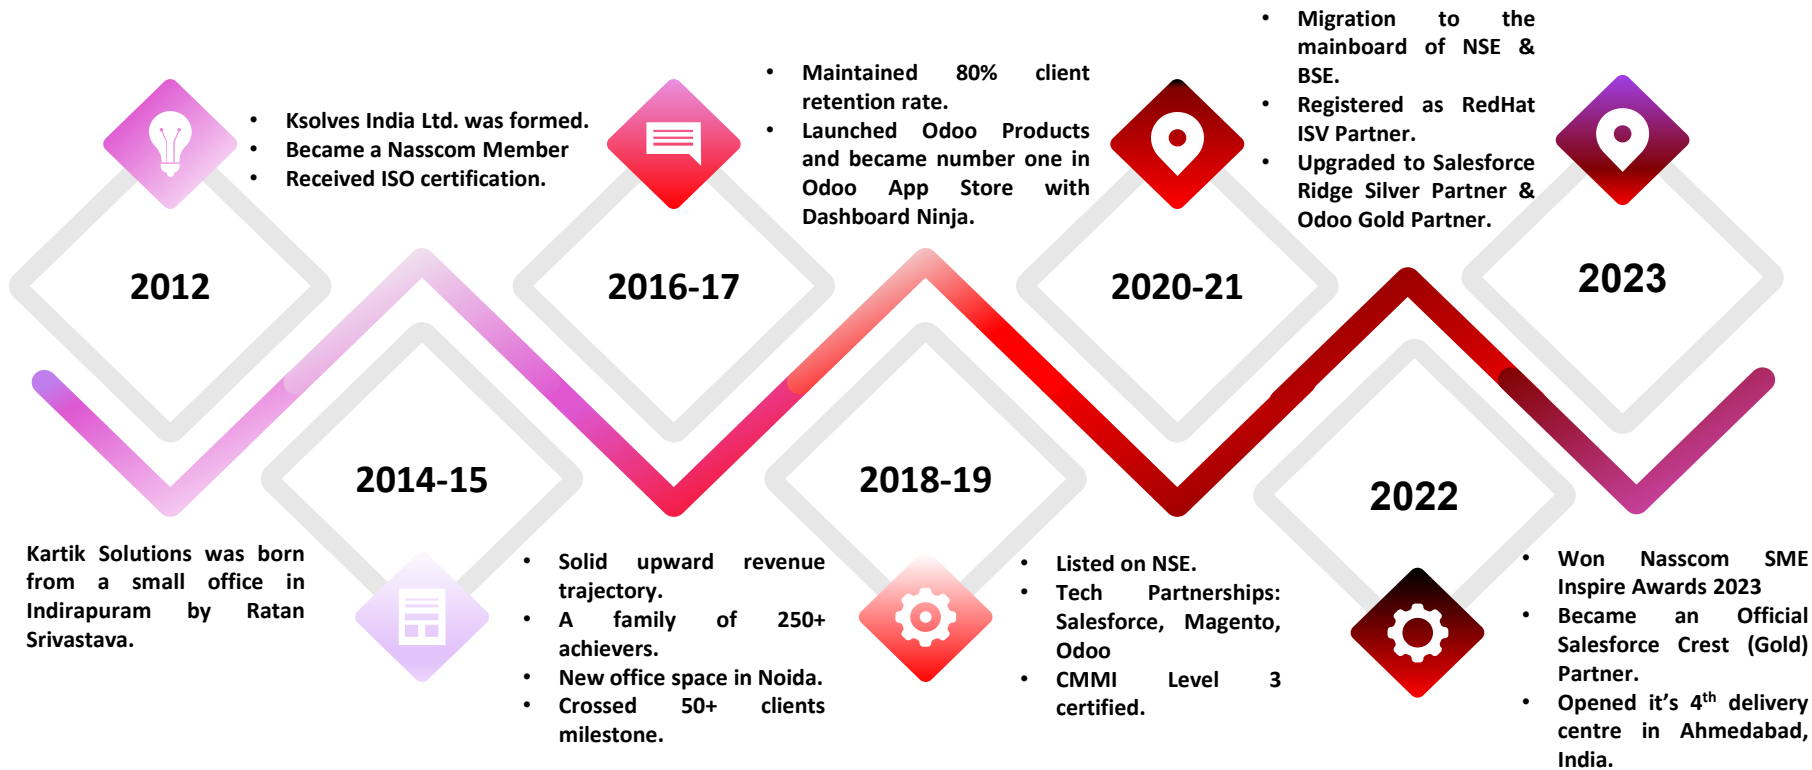 2012
Kartik Solutions was born
from a small office in
Indirapuram by Ratan
Srivastava.
• Ksolves India Ltd. was formed.
• Became a Nasscom Member
• Received ISO certification.
2014-15
• Solid upward revenue
trajectory.
• A family of 250+
achievers.
• New office space in Noida.
• Crossed 50+ clients
milestone.
2016-17
• Maintained 80% client
retention rate.
• Launched Odoo Products
and became number one in
Odoo App Store with
Dashboard Ninja.
2018-19
• Listed on NSE.
• Tech Partnerships:
Salesforce, Magento,
Odoo
• CMMI Level 3
certified.
2020-21
• Migration to the
mainboard of NSE &
BSE.
• Registered as RedHat
ISV Partner.
• Upgraded to Salesforce
Ridge Silver Partner &
Odoo Gold Partner.
2022
• Won Nasscom SME
Inspire Awards 2023
• Became an Official
Salesforce Crest (Gold)
Partner.
• Opened it's 4th delivery
centre in Ahmedabad,
India.
2023